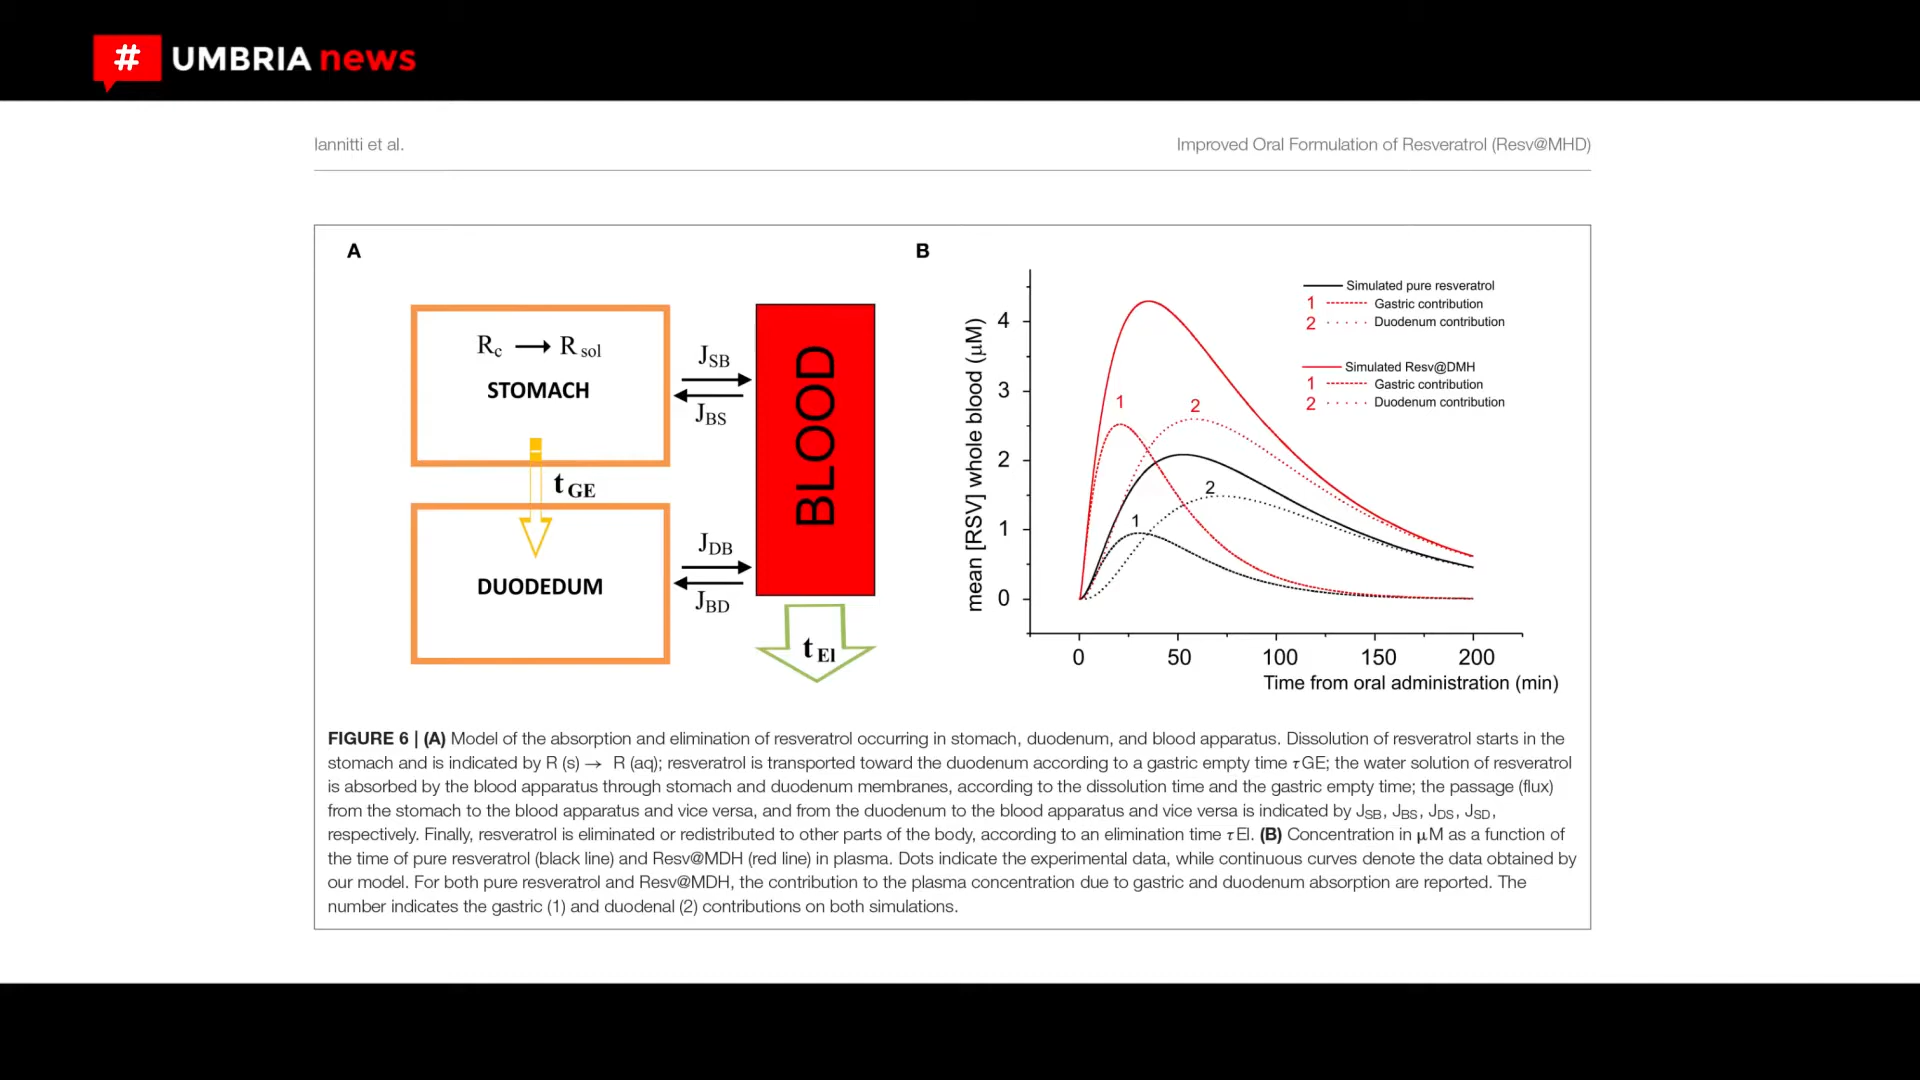 # UMBRIA news
Iannitti et al.
Improved Oral Formulation of Resveratrol (Resv@MHD)
A
Rc → R sol
STOMACH
tGE
DUODEDUM
JSB
JBS
JDB
JBD
BLOOD
tEl
B
mean [RSV] whole blood (µM)
4
3
2
1
0
0 50 100 150 200
Time from oral administration (min)
Simulated pure resveratrol
1 Gastric contribution
2 Duodenum contribution
Simulated Resv@DMH
1 Gastric contribution
2 Duodenum contribution
1
2
2
1
FIGURE 6 | (A) Model of the absorption and elimination of resveratrol occurring in stomach, duodenum, and blood apparatus. Dissolution of resveratrol starts in the
stomach and is indicated by R (s) → R (aq); resveratrol is transported toward the duodenum according to a gastric empty time τGE; the water solution of resveratrol
is absorbed by the blood apparatus through stomach and duodenum membranes, according to the dissolution time and the gastric empty time; the passage (flux)
from the stomach to the blood apparatus and vice versa, and from the duodenum to the blood apparatus and vice versa is indicated by JSB, JBS, JDS, JSD,
respectively. Finally, resveratrol is eliminated or redistributed to other parts of the body, according to an elimination time τEl. (B) Concentration in µM as a function of
the time of pure resveratrol (black line) and Resv@MDH (red line) in plasma. Dots indicate the experimental data, while continuous curves denote the data obtained by
our model. For both pure resveratrol and Resv@MDH, the contribution to the plasma concentration due to gastric and duodenum absorption are reported. The
number indicates the gastric (1) and duodenal (2) contributions on both simulations.